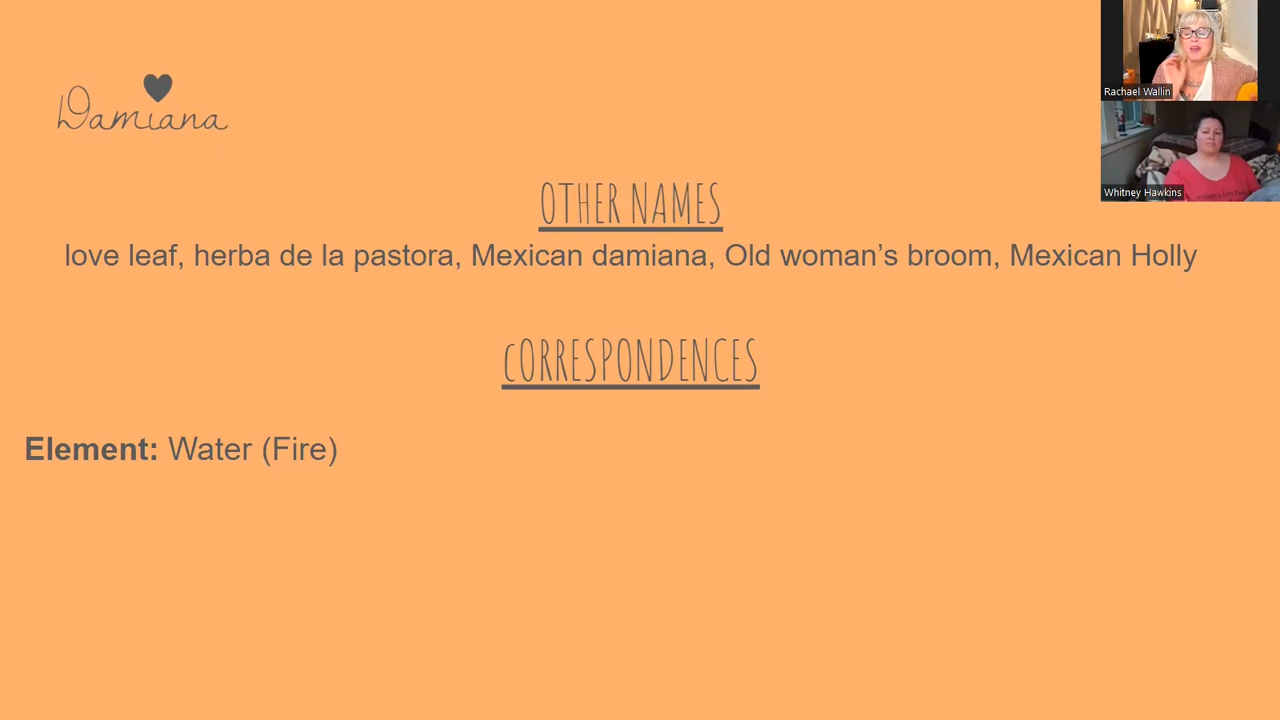 Damiana
OTHER NAMES
love leaf, herba de la pastora, Mexican damiana, Old woman’s broom, Mexican Holly
cORRESPONDENCES
Element: Water (Fire)
Rachael Wallin
Whitney Hawkins